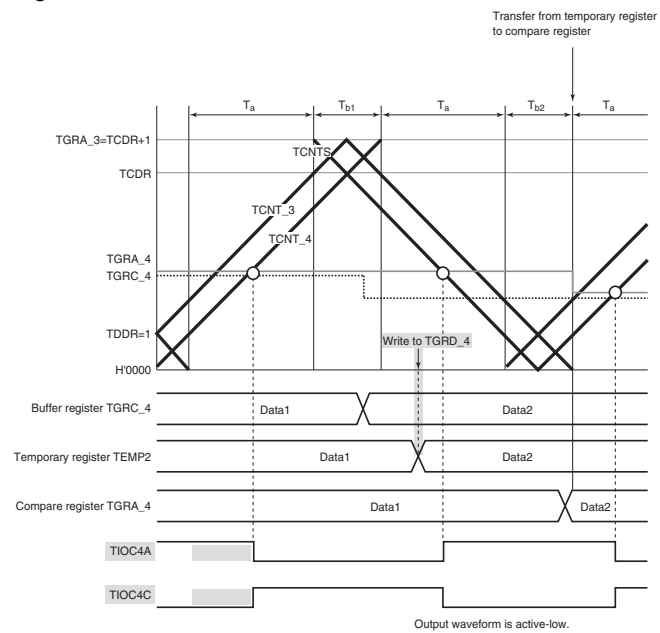 Transfer from temporary register
to compare register
Ta Tb1 Ta Tb2 Ta
TGRA_3=TCDR+1
TCNTS
TCDR
TCNT_3
TCNT_4
TGRA_4
TGRC_4
TDDR=1
Write to TGRD_4
H'0000
Buffer register TGRC_4 Data1 Data2
Temporary register TEMP2 Data1 Data2
Compare register TGRA_4 Data1 Data2
TIOC4A
TIOC4C
Output waveform is active-low.